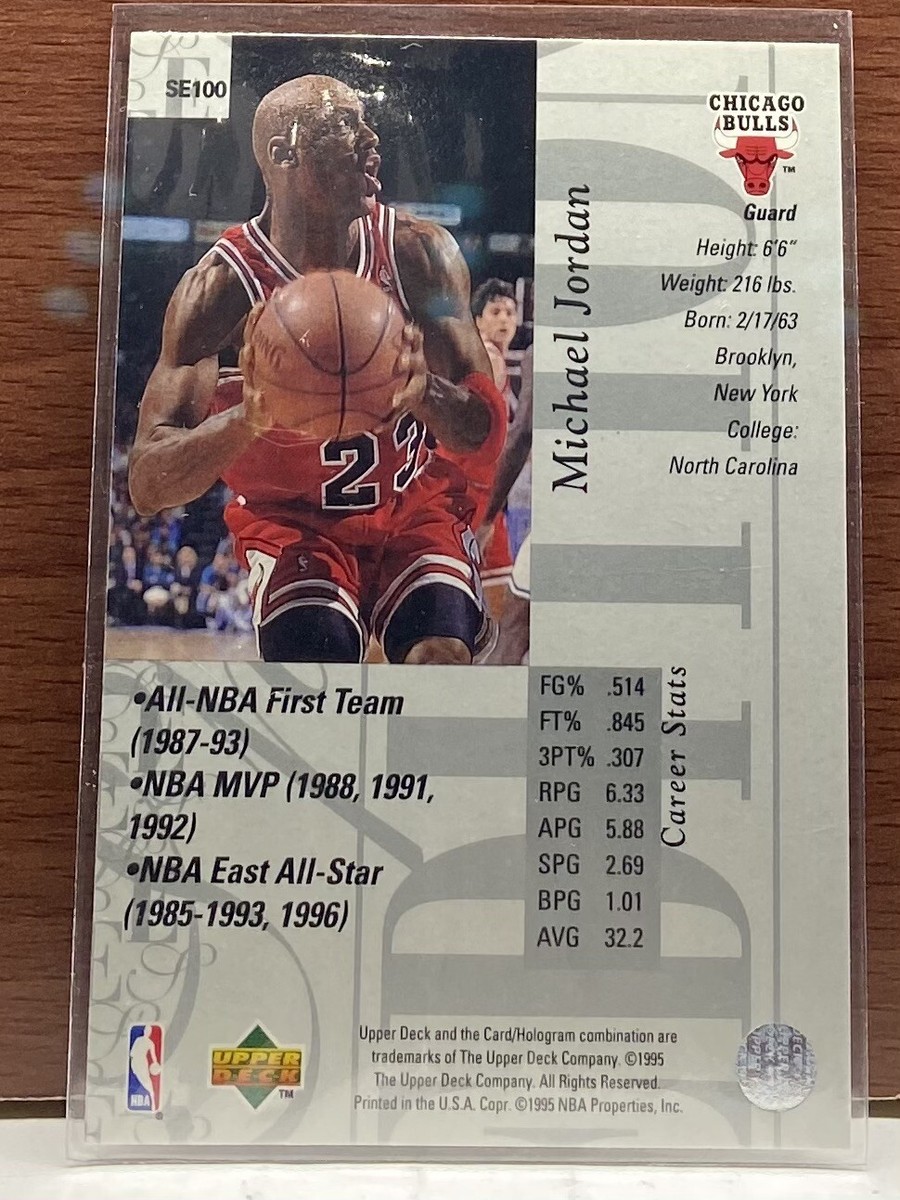 SE100
CHICAGO
BULLS
TM
Guard
Height: 6'6"
Weight: 216 lbs.
Born: 2/17/63
Brooklyn,
New York
College:
North Carolina
Michael Jordan
23
•All-NBA First Team
(1987-93)
•NBA MVP (1988, 1991,
1992)
•NBA East All-Star
(1985-1993, 1996)
FG% .514
FT% .845
3PT% .307
RPG 6.33
APG 5.88
SPG 2.69
BPG 1.01
AVG 32.2
Career Stats
NBA
UPPER
DECK
TM
Upper Deck and the Card/Hologram combination are
trademarks of The Upper Deck Company. ©1995
The Upper Deck Company. All Rights Reserved.
Printed in the U.S.A. Copr. ©1995 NBA Properties, Inc.